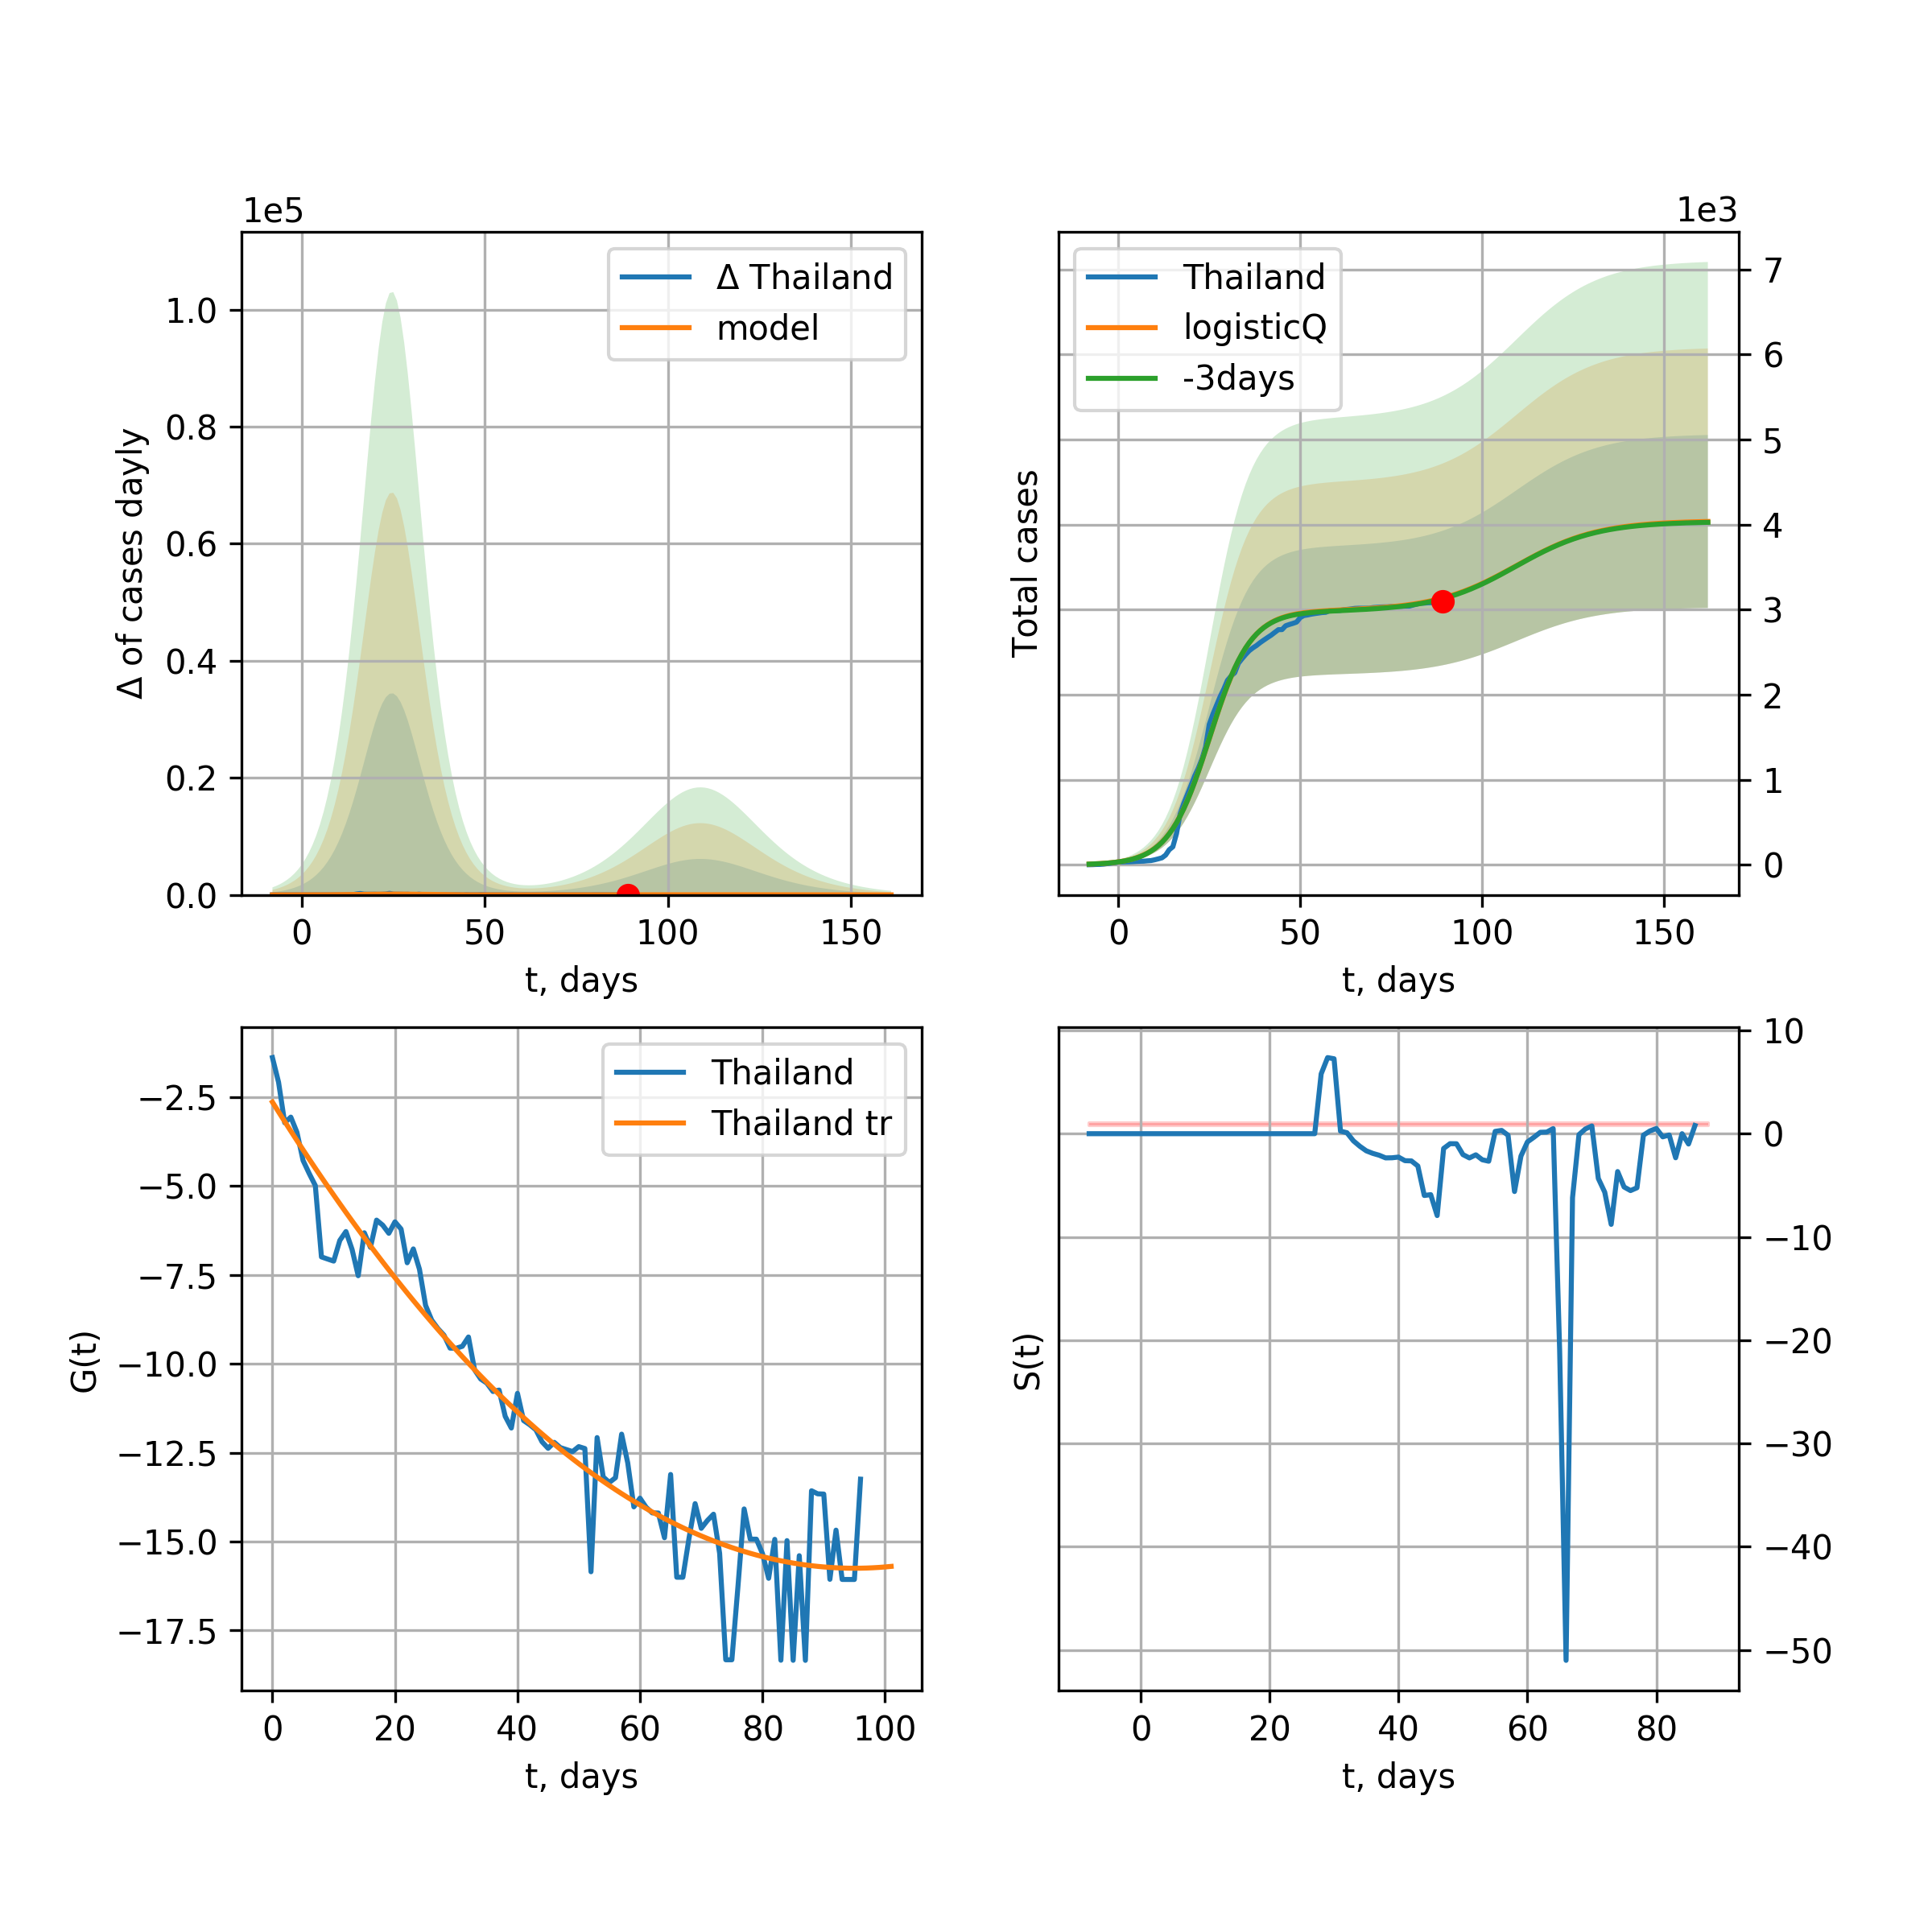 1e5
Δ Thailand
model
1.0
0.8
0.6
0.4
0.2
0.0
Δ of cases dayly
0 50 100 150
t, days
1e3
Thailand
logisticQ
-3days
7
6
5
4
3
2
1
0
Total cases
0 50 100 150
t, days
Thailand
Thailand tr
−2.5
−5.0
−7.5
−10.0
−12.5
−15.0
−17.5
G(t)
0 20 40 60 80 100
t, days
10
0
−10
−20
−30
−40
−50
S(t)
0 20 40 60 80
t, days